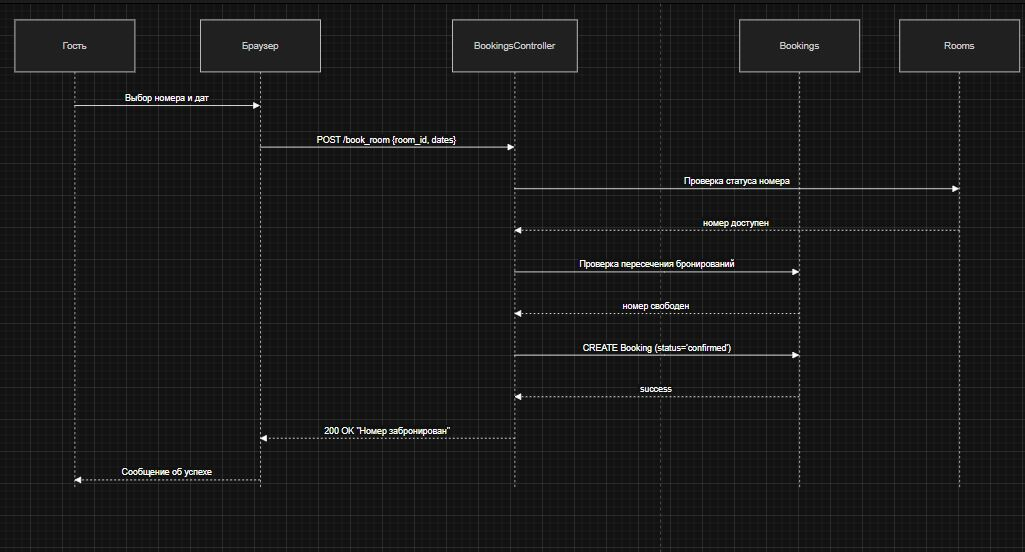 Гость
Браузер
BookingsController
Bookings
Rooms
Выбор номера и дат
POST /book_room {room_id, dates}
Проверка статуса номера
номер доступен
Проверка пересечения бронирований
номер свободен
CREATE Booking (status='confirmed')
success
200 OK "Номер забронирован"
Сообщение об успехе